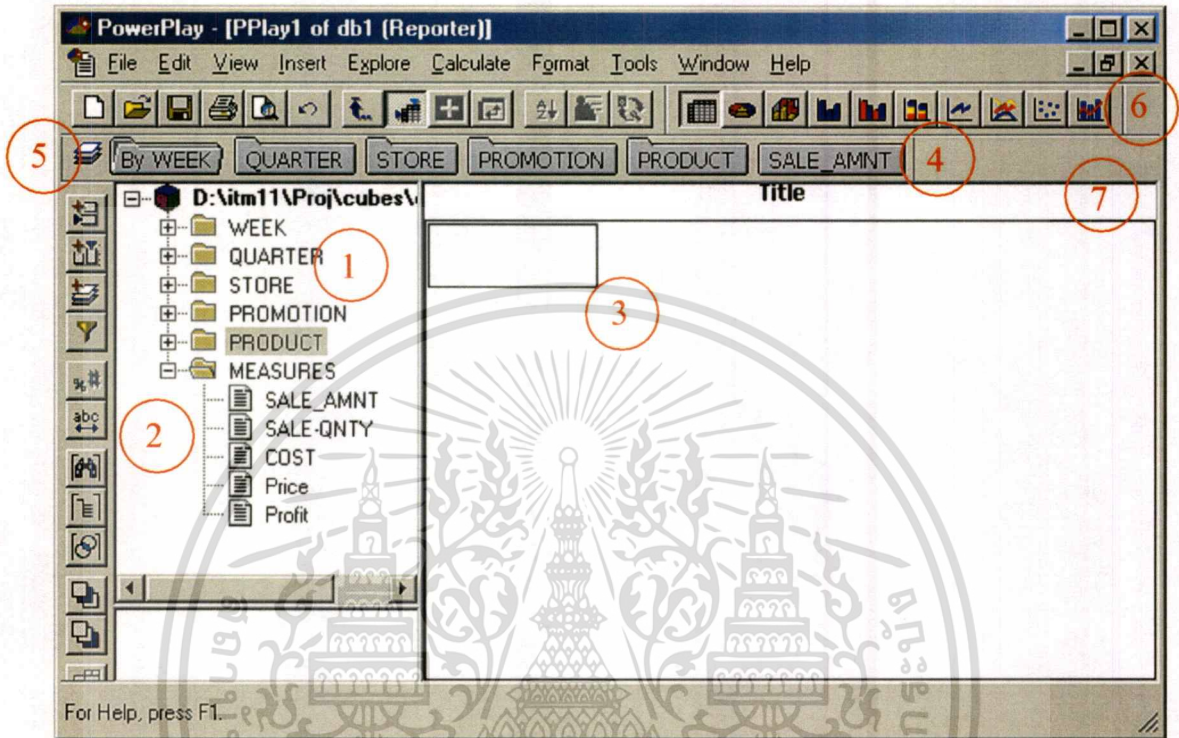 PowerPlay - [PPlay1 of db1 (Reporter)]
File Edit View Insert Explore Calculate Format Tools Window Help
6
5
By WEEK QUARTER STORE PROMOTION PRODUCT SALE_AMNT
4
7
D:\itm11\Proj\cubes\
Title
WEEK
QUARTER
1
STORE
3
PROMOTION
PRODUCT
MEASURES
SALE_AMNT
2
SALE-QNTY
COST
Price
Profit
abc
For Help, press F1.